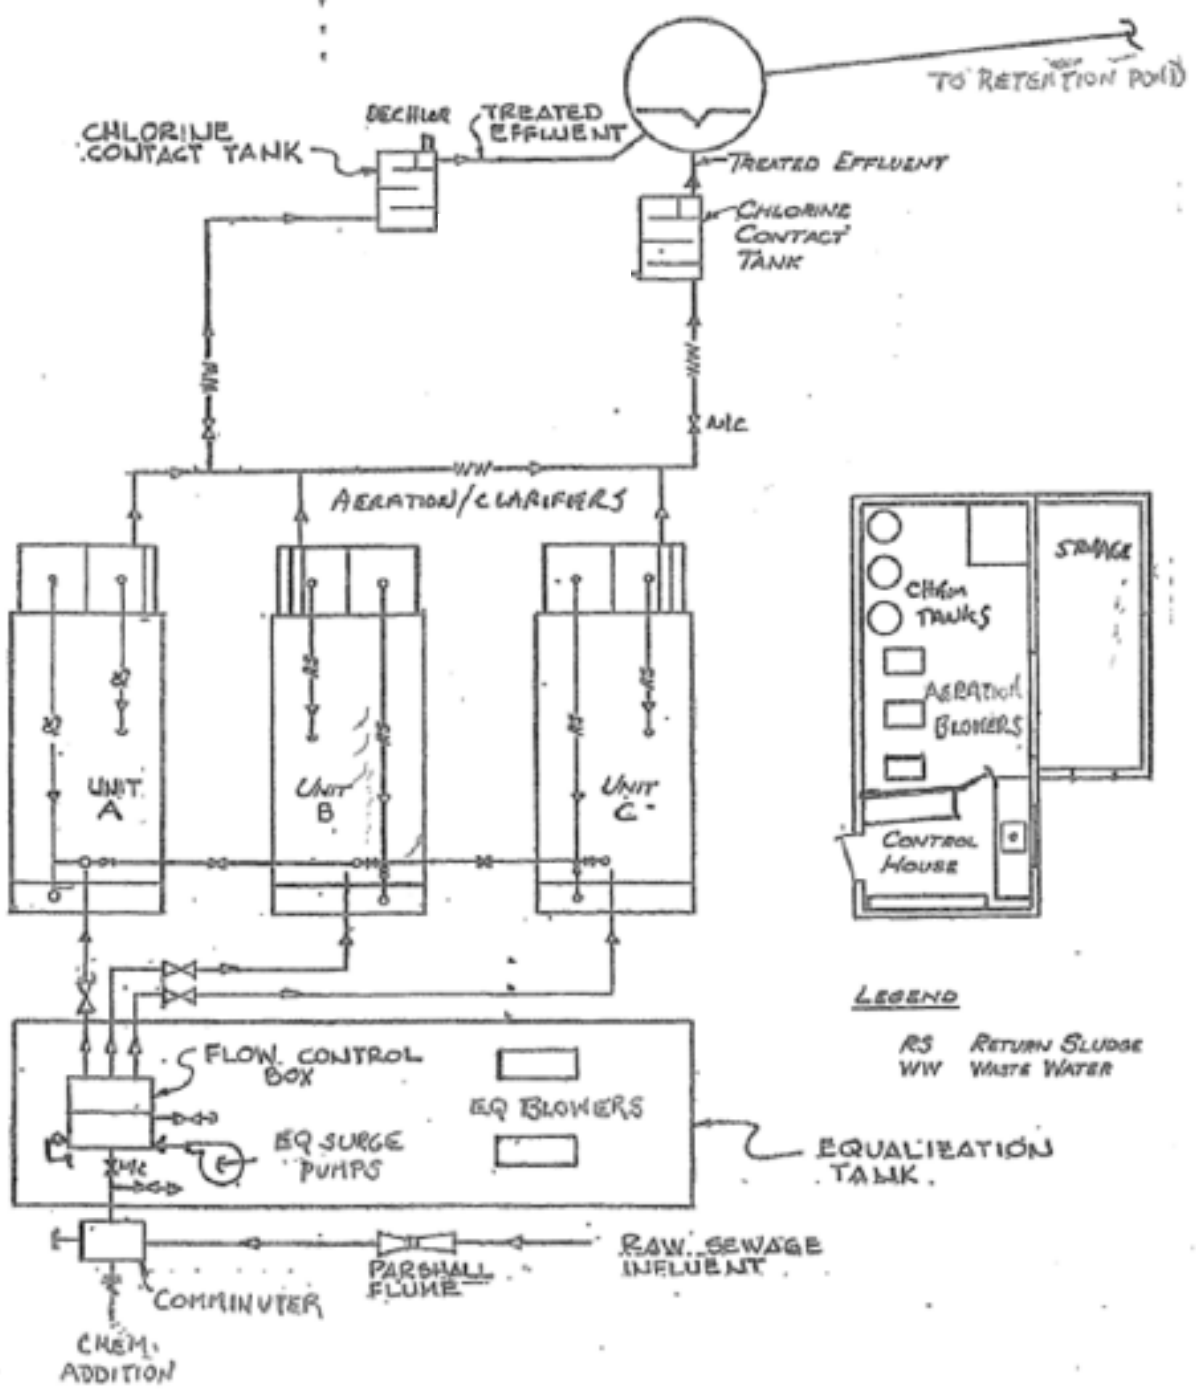 TO RETENTION POND
DECHLOR
TREATED
EFFLUENT
CHLORINE
CONTACT TANK
TREATED EFFLUENT
CHLORINE
CONTACT
TANK
WW
WW
N/C
WW
AERATION/CLARIFIERS
STORAGE
CHEM
TANKS
RS
RS
RS
RS
RS
RS
AERATION
BLOWERS
UNIT
A
UNIT
B
UNIT
C
CONTROL
HOUSE
LEGEND
RS RETURN SLUDGE
WW WASTE WATER
FLOW CONTROL
BOX
EQ BLOWERS
EQ SURGE
PUMPS
N/C
EQUALIZATION
TANK.
RAW SEWAGE
INFLUENT
PARSHALL
FLUME
COMMINUTER
CHEM.
ADDITION